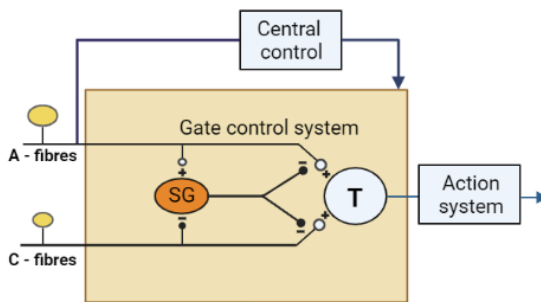 Central
control
Gate control system
A - fibres
+
-
+
SG
T
Action
system
-
-
+
C - fibres